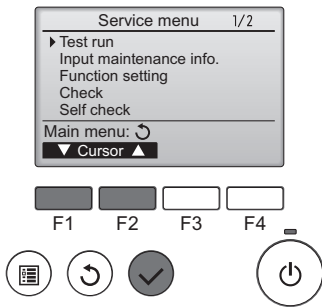 Service menu 1/2
Test run
Input maintenance info.
Function setting
Check
Self check
Main menu:
Cursor
F1 F2 F3 F4